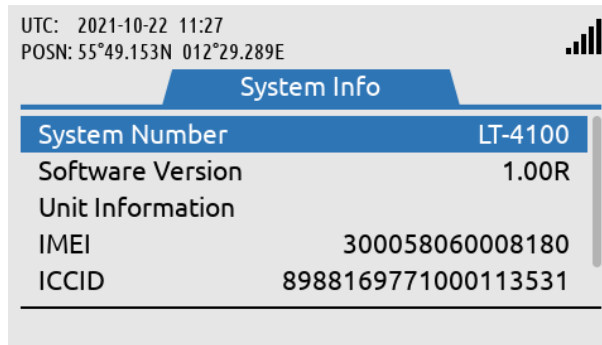 UTC: 2021-10-22 11:27
POSN: 55°49.153N 012°29.289E
System Info
System Number LT-4100
Software Version 1.00R
Unit Information
IMEI 300058060008180
ICCID 8988169771000113531